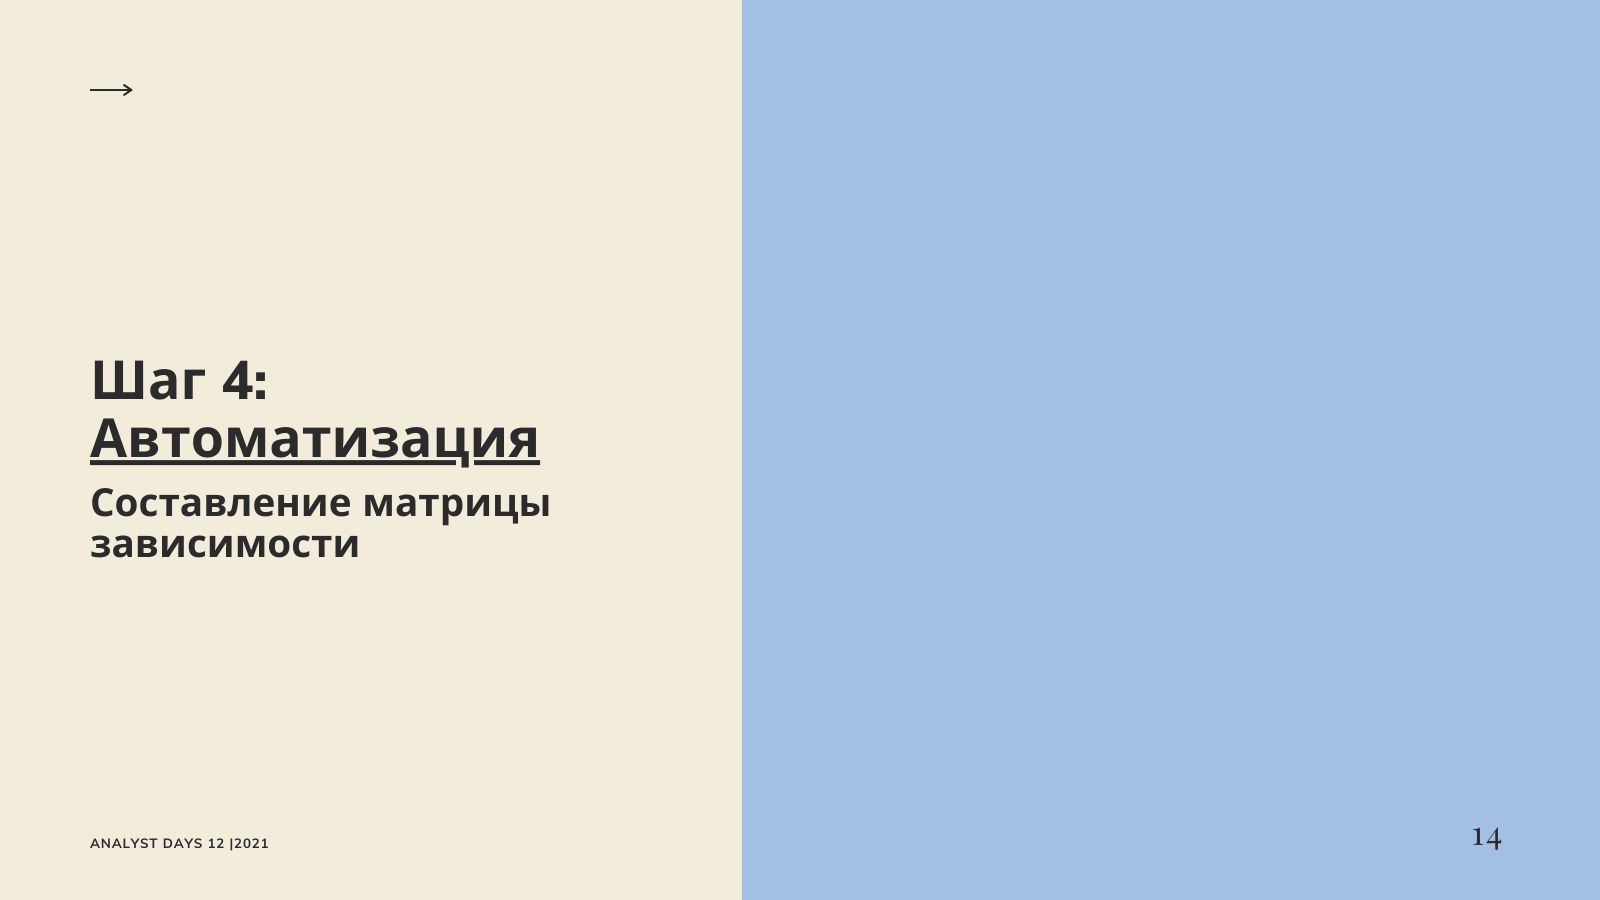 Шаг 4:
Автоматизация
Составление матрицы
зависимости
ANALYST DAYS 12 |2021
14